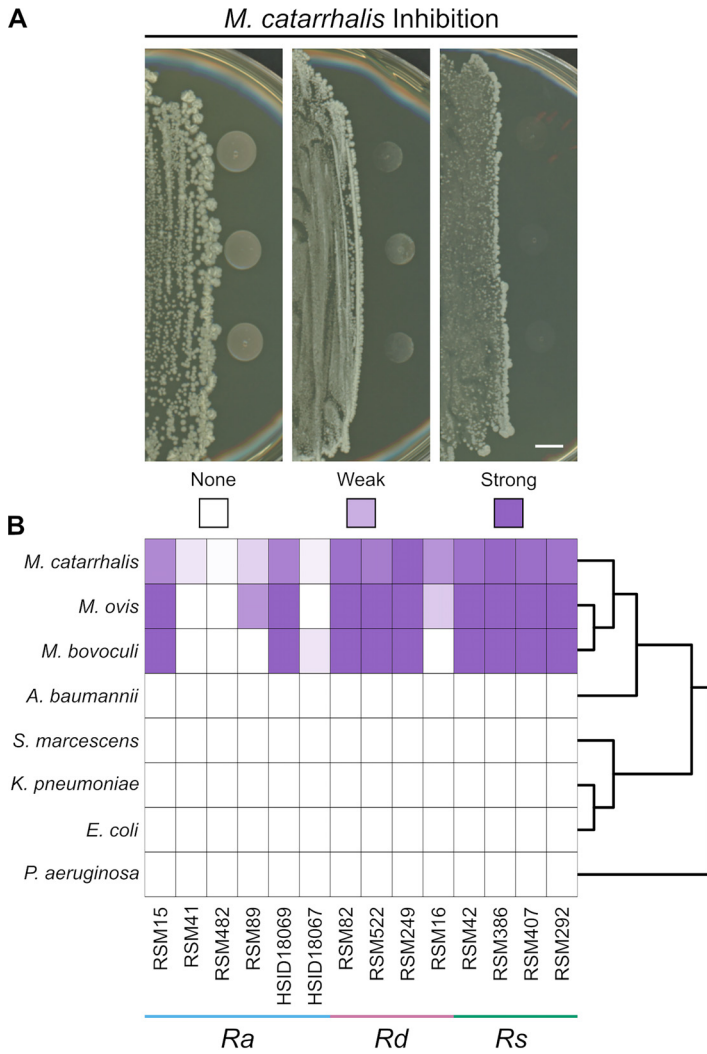 A
M. catarrhalis Inhibition
None
Weak
Strong
B
M. catarrhalis
M. ovis
M. bovoculi
A. baumannii
S. marcescens
K. pneumoniae
E. coli
P. aeruginosa
RSM15
RSM41
RSM482
RSM89
HSID18069
HSID18067
RSM82
RSM522
RSM249
RSM16
RSM42
RSM386
RSM407
RSM292
Ra
Rd
Rs